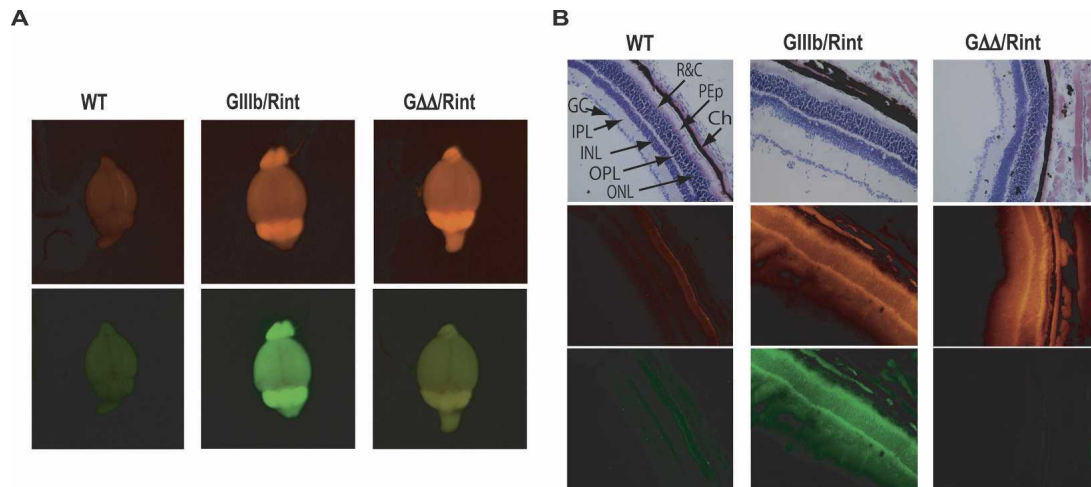 A
WT
GIIIb/Rint
GΔΔ/Rint
B
WT
GIIIb/Rint
GΔΔ/Rint
R&C
PEp
Ch
GC
IPL
INL
OPL
ONL